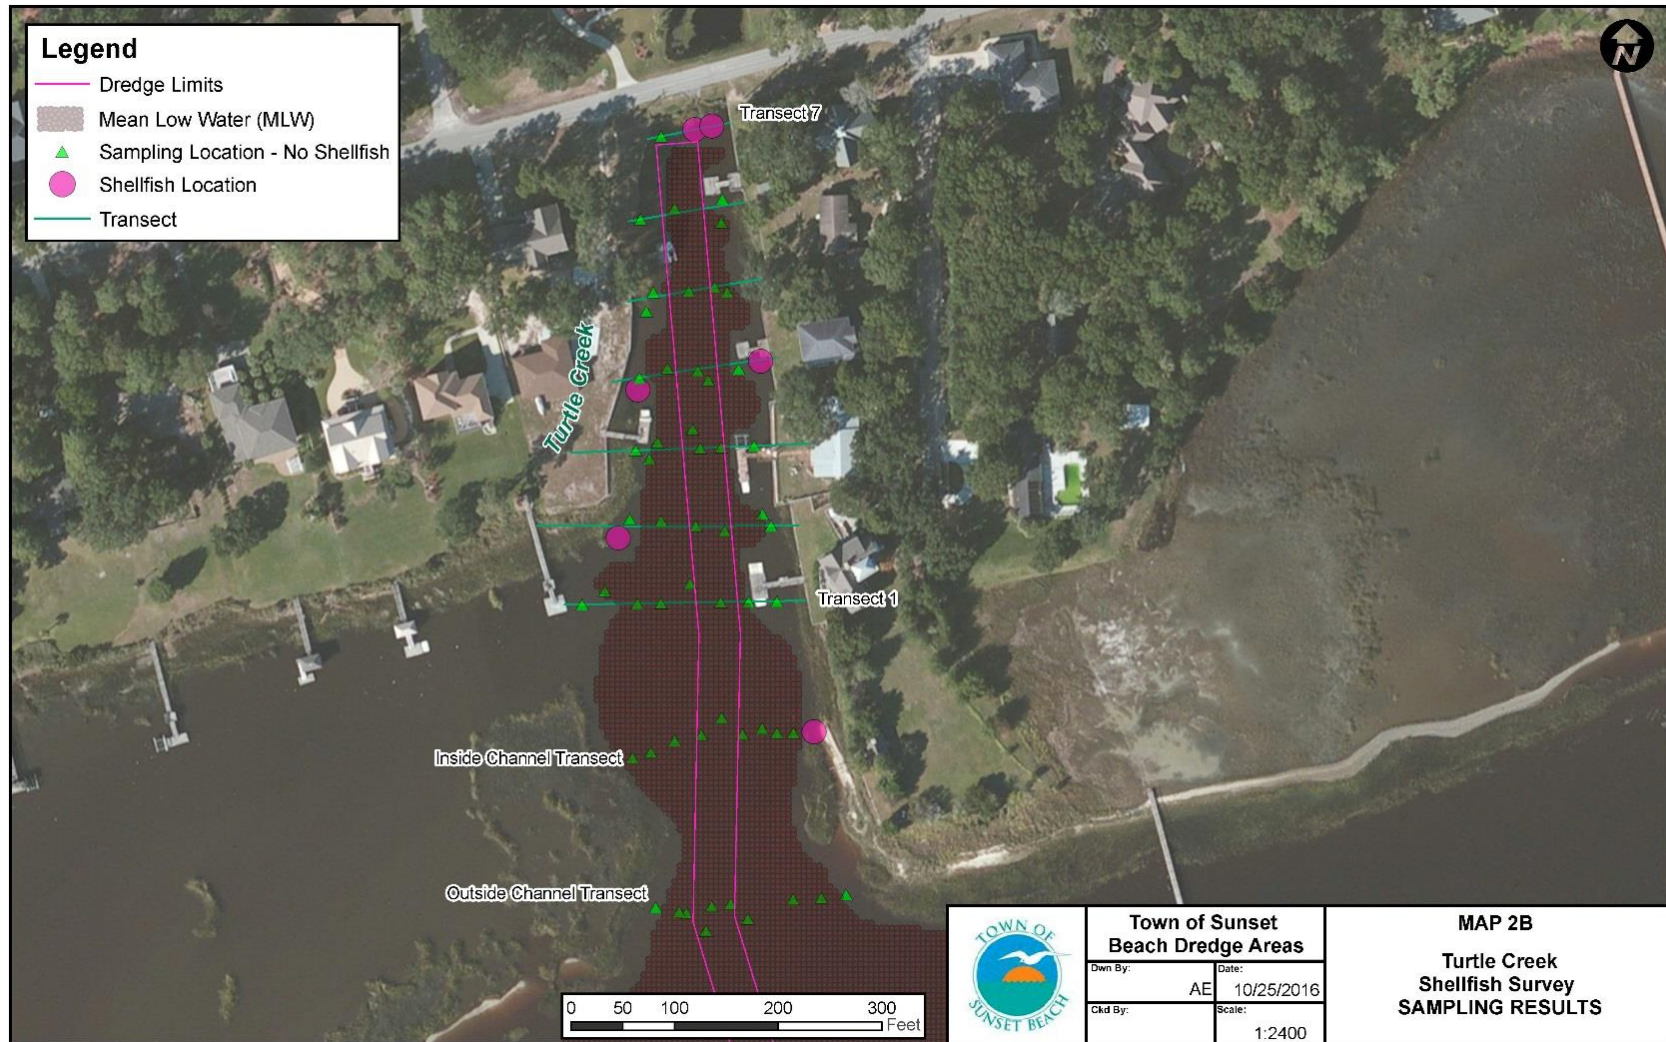 Legend
Dredge Limits
Mean Low Water (MLW)
Sampling Location - No Shellfish
Shellfish Location
Transect
N
Transect 7
Turtle Creek
Transect 1
Inside Channel Transect
Outside Channel Transect
0 50 100 200 300
Feet
TOWN OF
SUNSET BEACH
Town of Sunset
Beach Dredge Areas
Dwn By:
AE
Date:
10/25/2016
Ckd By:
Scale:
1:2400
MAP 2B
Turtle Creek
Shellfish Survey
SAMPLING RESULTS